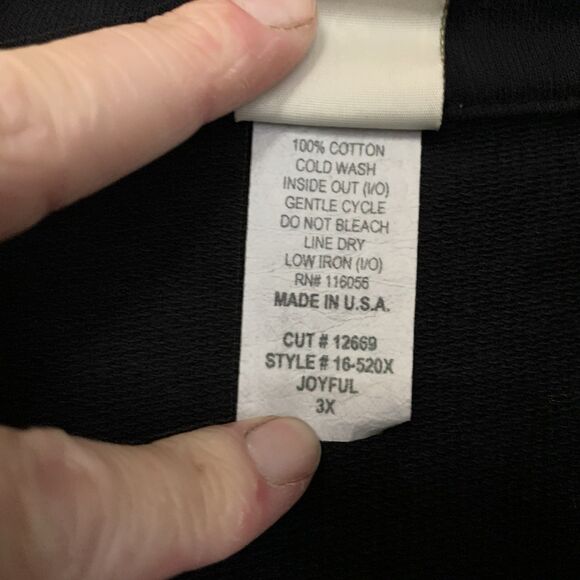 100% COTTON
COLD WASH
INSIDE OUT (I/O)
GENTLE CYCLE
DO NOT BLEACH
LINE DRY
LOW IRON (I/O)
RN# 116056
MADE IN U.S.A.
CUT # 12669
STYLE # 16-520X
JOYFUL
3X